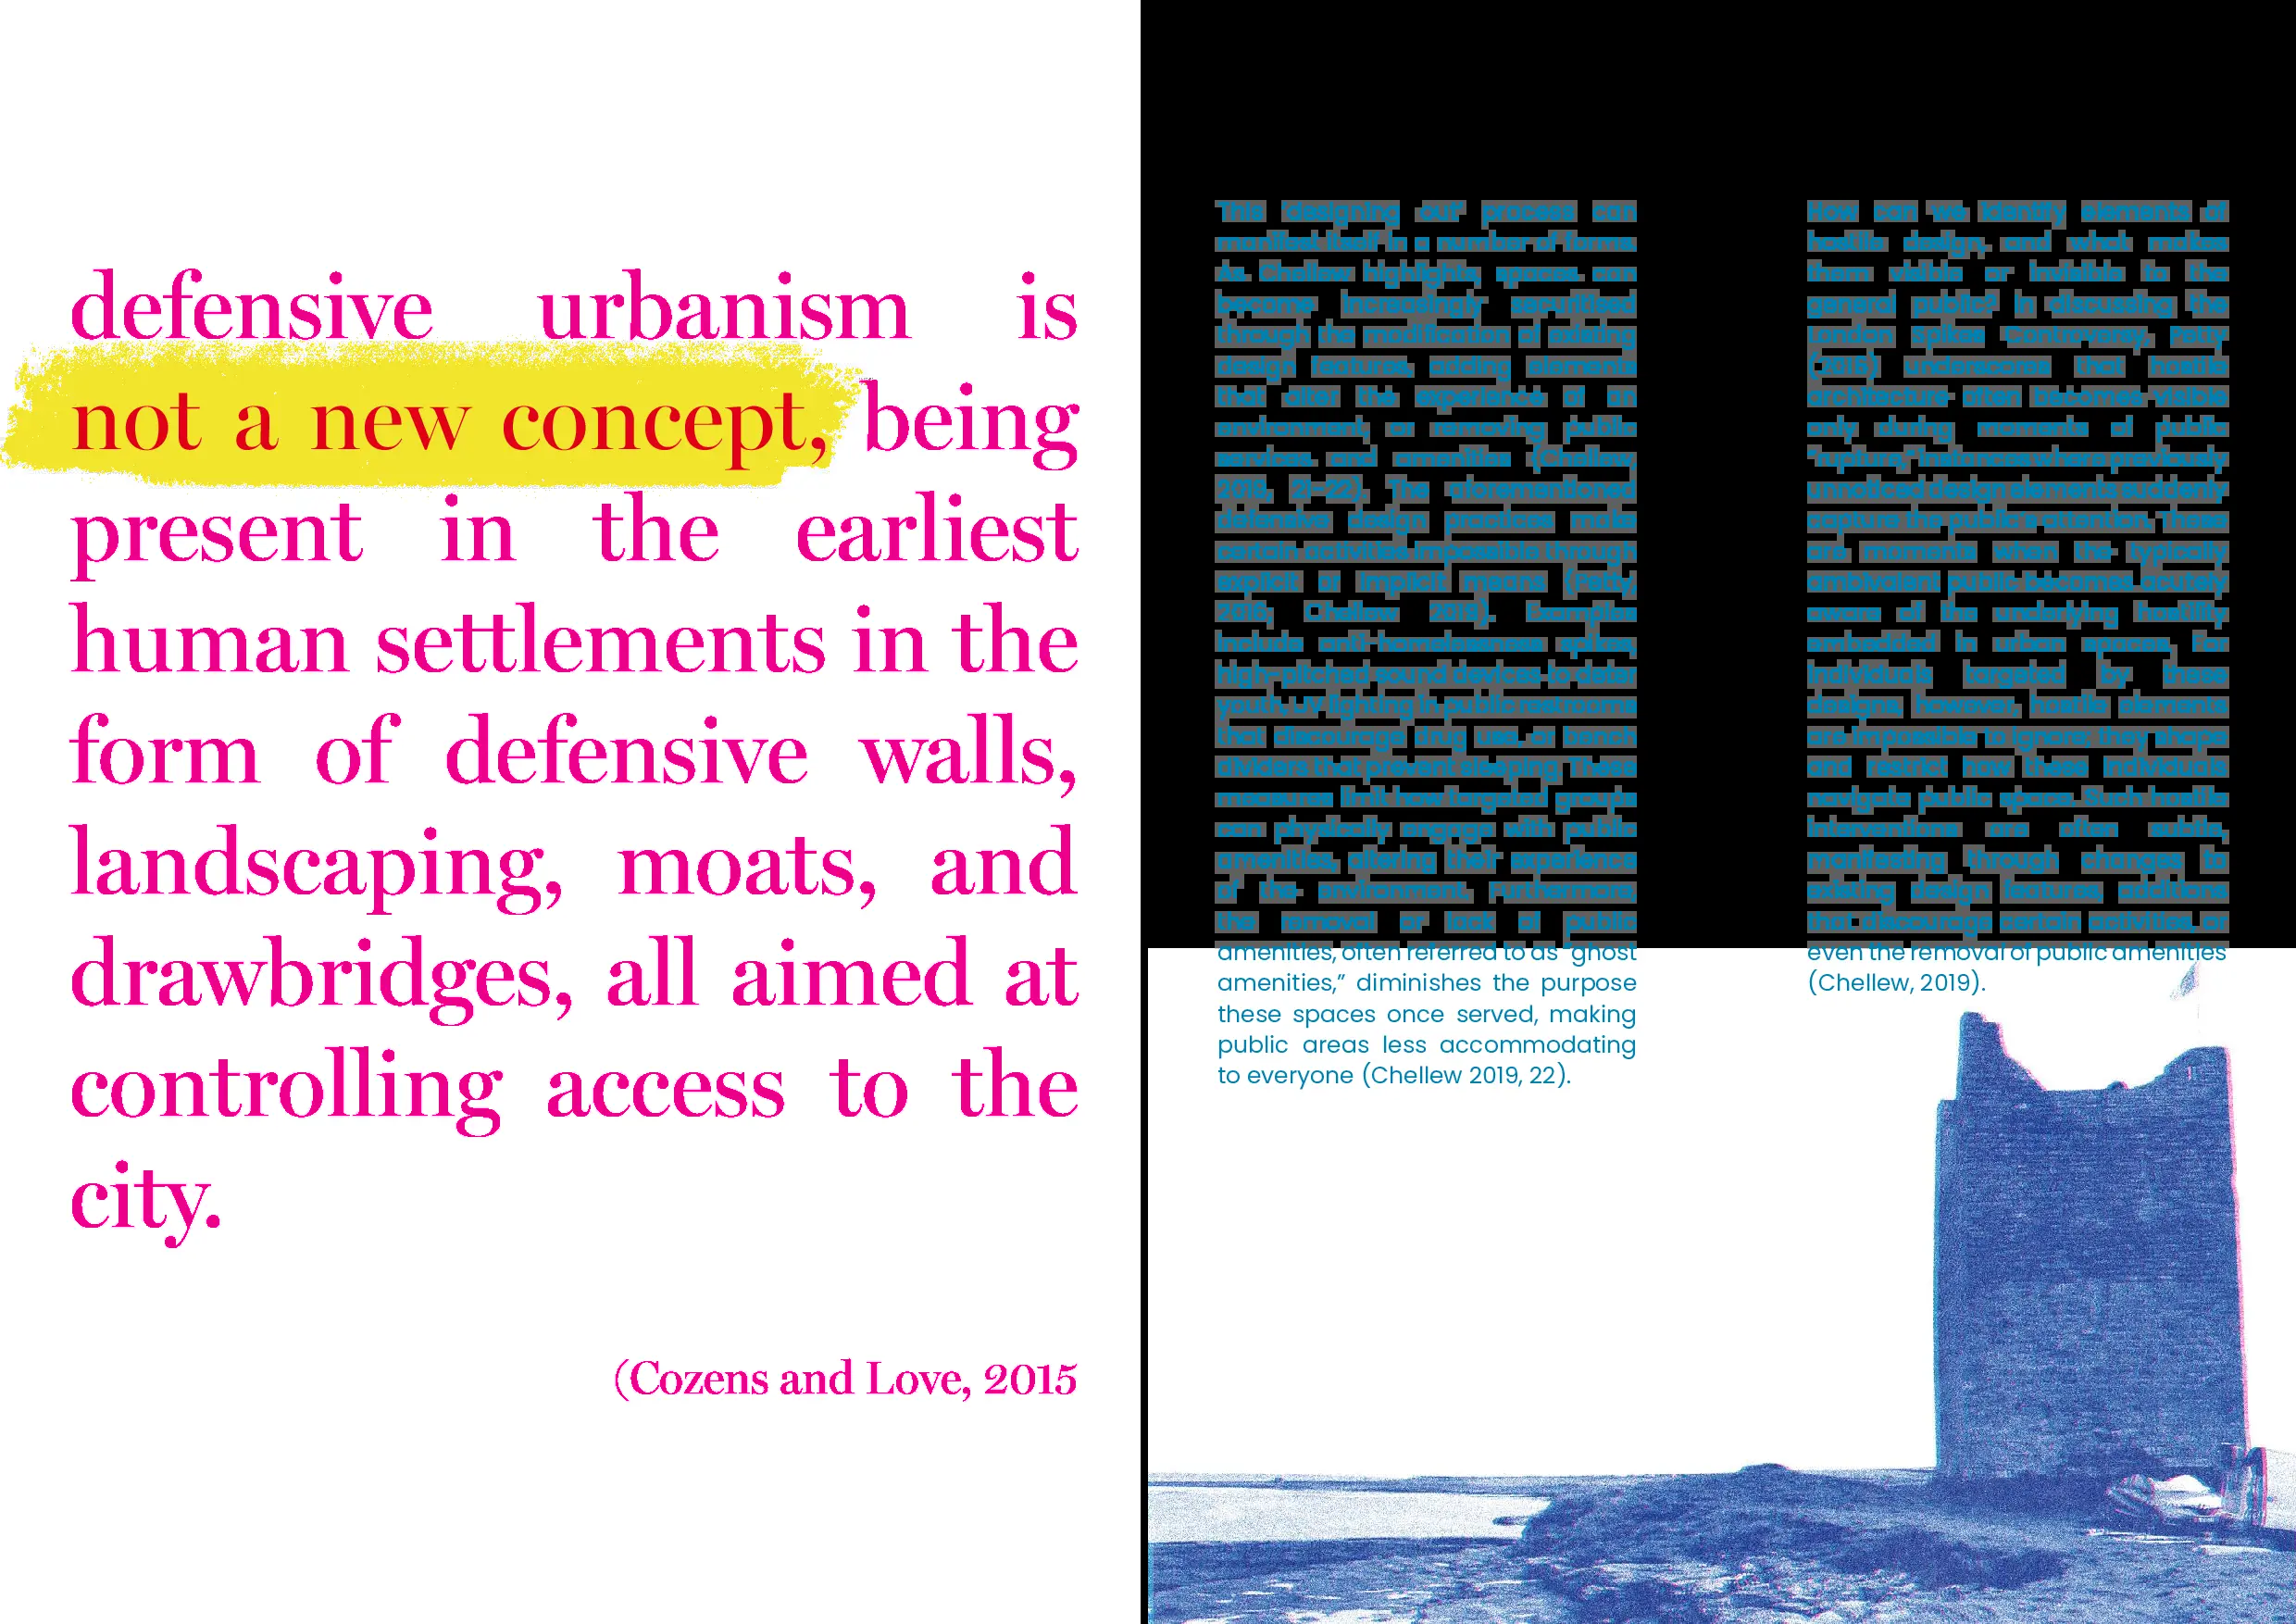 defensive urbanism is
not a new concept, being
present in the earliest
human settlements in the
form of defensive walls,
landscaping, moats, and
drawbridges, all aimed at
controlling access to the
city.
(Cozens and Love, 2015
This "designing out" process can
manifest itself in a number of forms.
As Chellew highlights, spaces can
become increasingly securitised
through the modification of existing
design features, adding elements
that alter the experience of an
environment, or removing public
services and amenities (Chellew,
2019, 21-22). The aforementioned
defensive design practices make
certain activities impossible through
explicit or implicit means (Petty,
2016; Chellew 2019). Examples
include anti-homelessness spikes,
high-pitched sound devices to deter
youth, UV lighting in public restrooms
that discourage drug use, or bench
dividers that prevent sleeping. These
measures limit how targeted groups
can physically engage with public
amenities, altering their experience
of the environment. Furthermore,
the removal or lack of public
amenities, often referred to as “ghost
amenities,” diminishes the purpose
these spaces once served, making
public areas less accommodating
to everyone (Chellew 2019, 22).
How can we identify elements of
hostile design, and what makes
them visible or invisible to the
general public? In discussing the
London Spikes Controversy, Petty
(2016) underscores that hostile
architecture often becomes visible
only during moments of public
“rupture,” instances where previously
unnoticed design elements suddenly
capture the public's attention. These
are moments when the typically
ambivalent public becomes acutely
aware of the underlying hostility
embedded in urban spaces. For
individuals targeted by these
designs, however, hostile elements
are impossible to ignore; they shape
and restrict how these individuals
navigate public space. Such hostile
interventions are often subtle,
manifesting through changes to
existing design features, additions
that discourage certain activities, or
even the removal of public amenities
(Chellew, 2019).